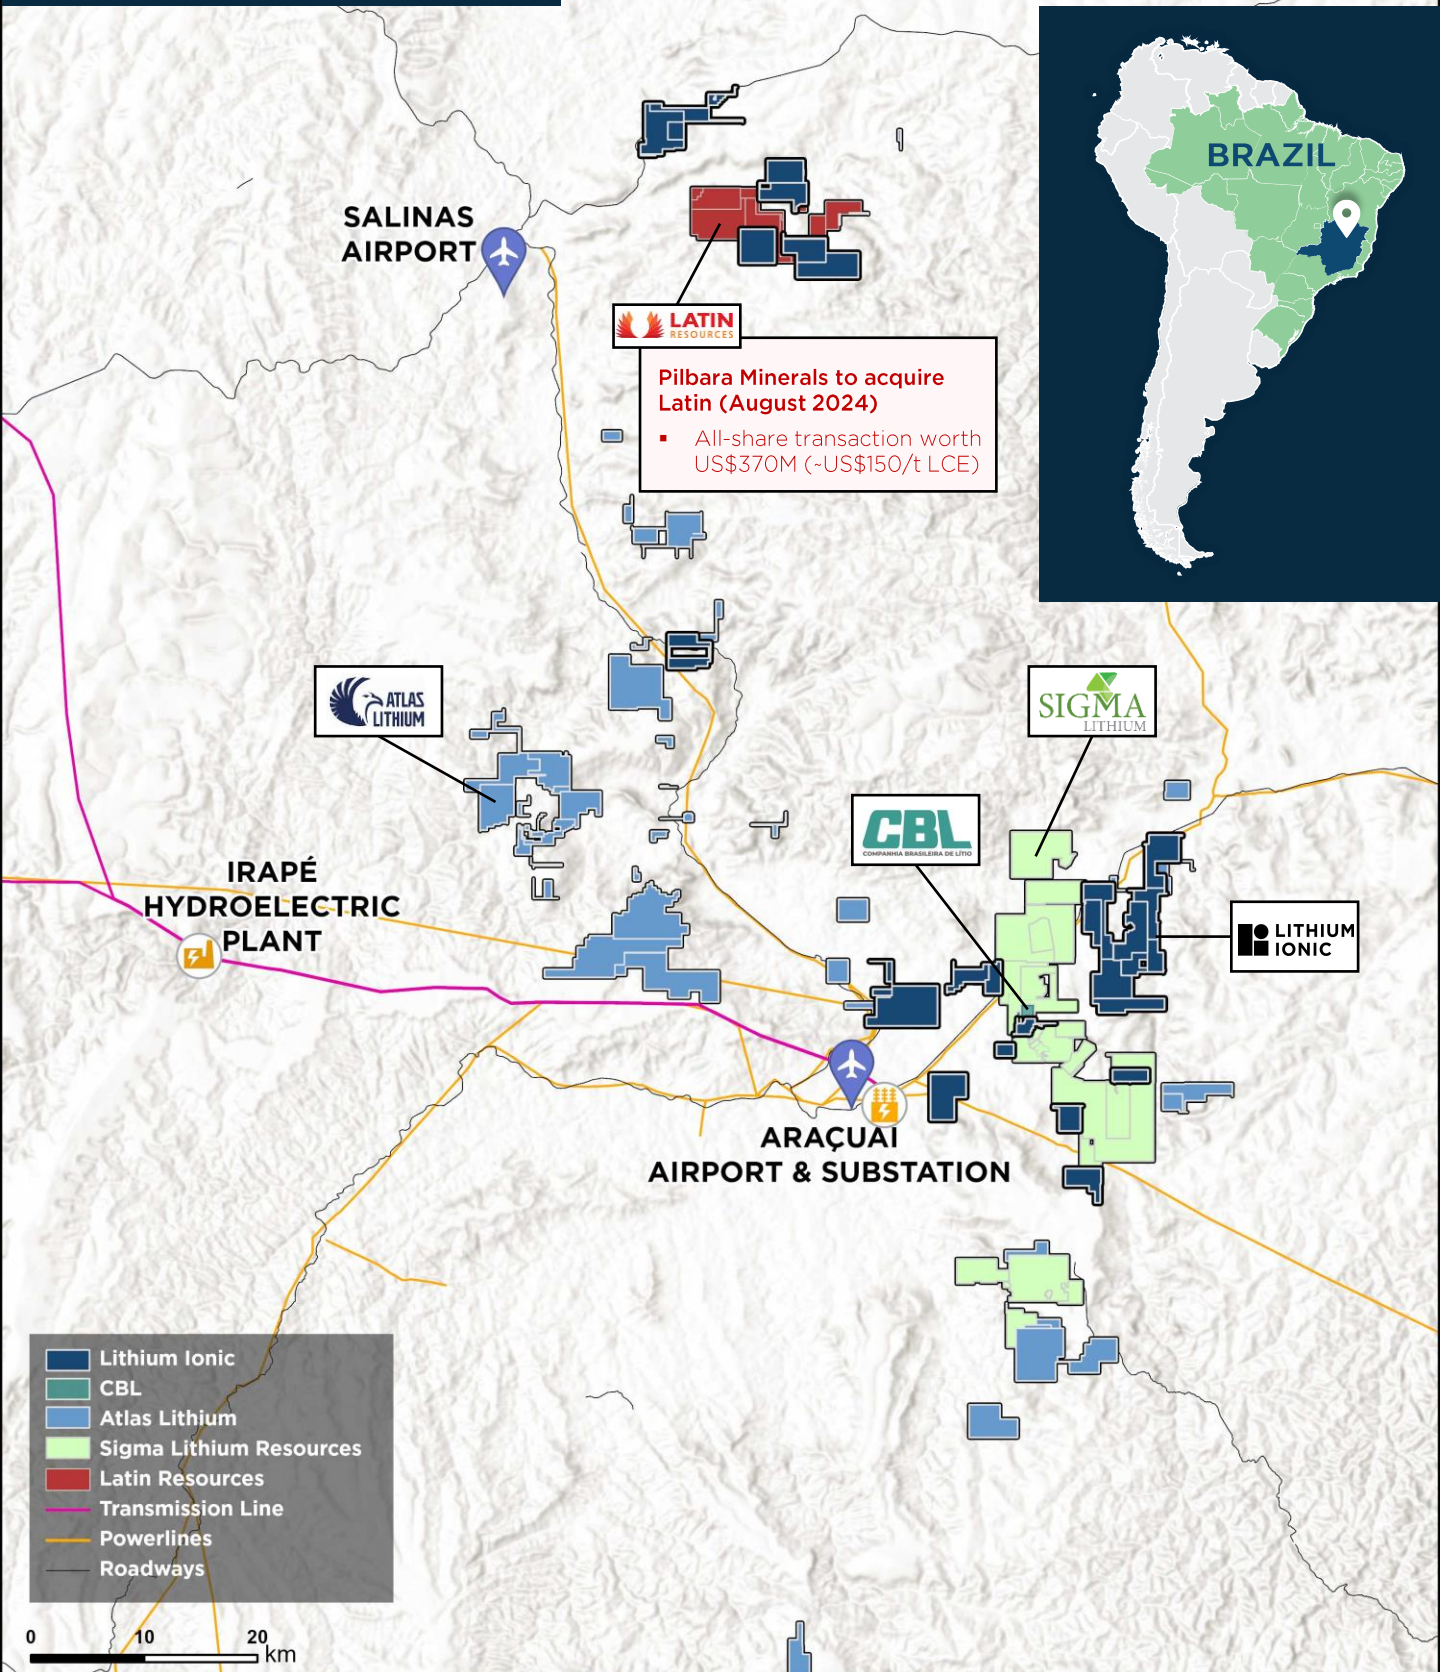 BRAZIL
SALINAS
AIRPORT
LATIN
RESOURCES
Pilbara Minerals to acquire
Latin (August 2024)
▪ All-share transaction worth
US$370M (~US$150/t LCE)
ATLAS
LITHIUM
SIGMA
LITHIUM
CBL
COMPANHIA BRASILEIRA DE LÍTIO
IRAPÉ
HYDROELECTRIC
PLANT
LITHIUM
IONIC
ARAÇUAI
AIRPORT & SUBSTATION
Lithium Ionic
CBL
Atlas Lithium
Sigma Lithium Resources
Latin Resources
Transmission Line
Powerlines
Roadways
0 10 20
km